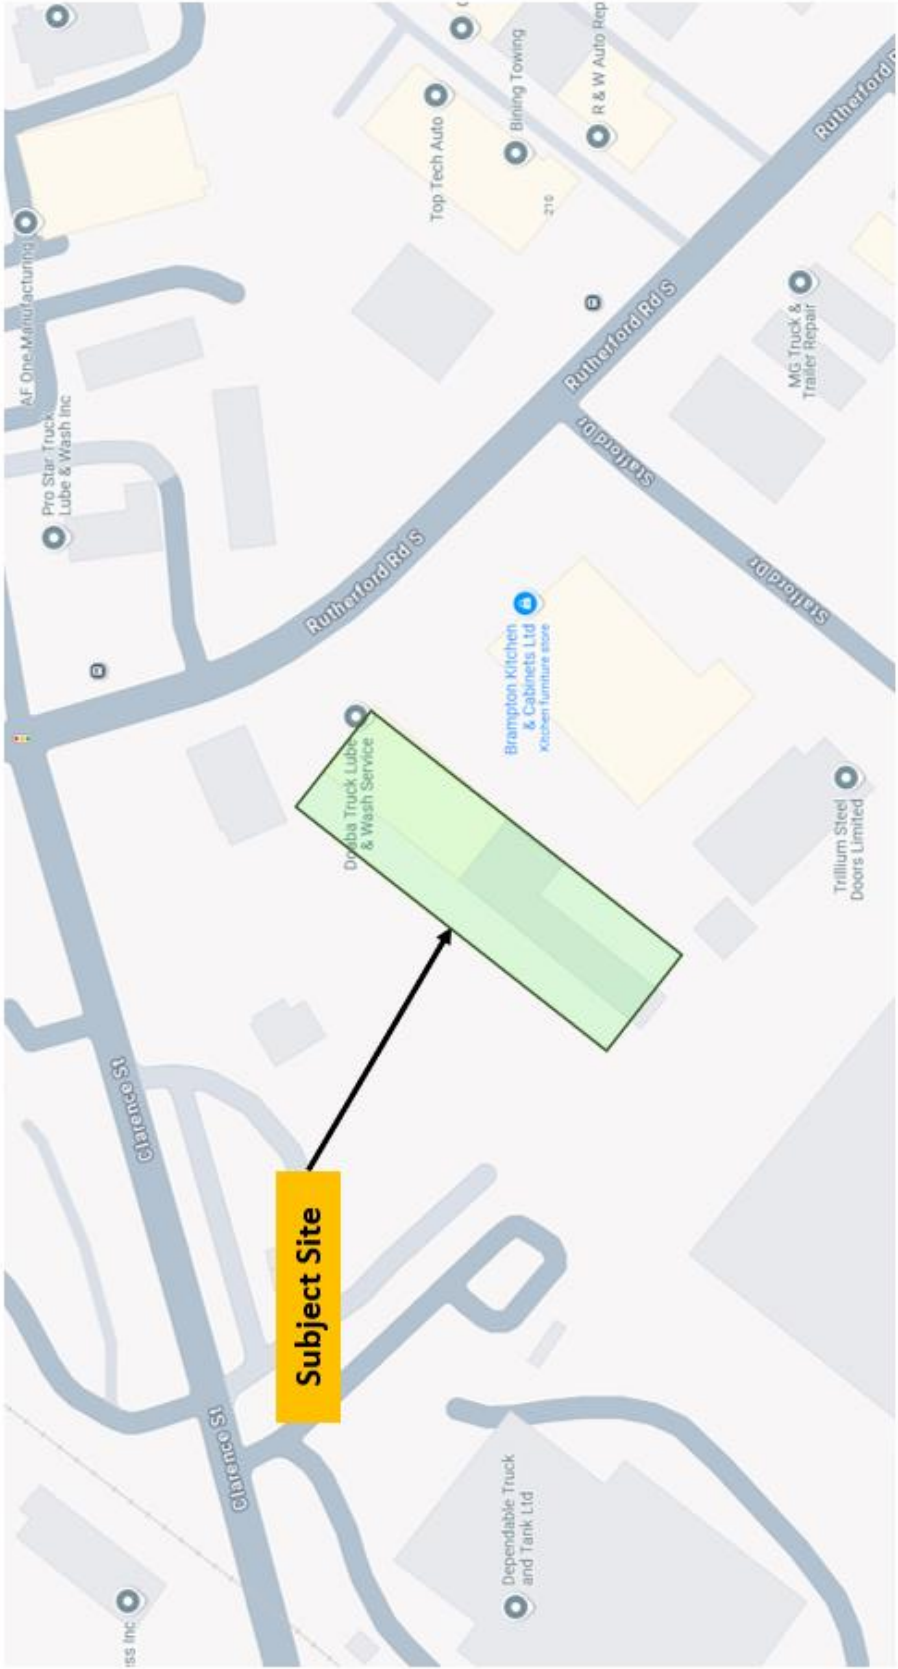 AF One Manufacturing
Pro Star Truck
Lube & Wash Inc
ss Inc
Clarence St
Clarence St
Subject Site
Doaba Truck Lube
& Wash Service
Rutherford Rd S
Top Tech Auto
Bining Towing
R & W Auto Rep
210
Rutherford Rd S
Brampton Kitchen
& Cabinets Ltd
Kitchen furniture store
Dependable Truck
and Tank Ltd
Stafford Dr
Stafford Dr
MG Truck &
Trailer Repair
Trillium Steel
Doors Limited
Rutherford R